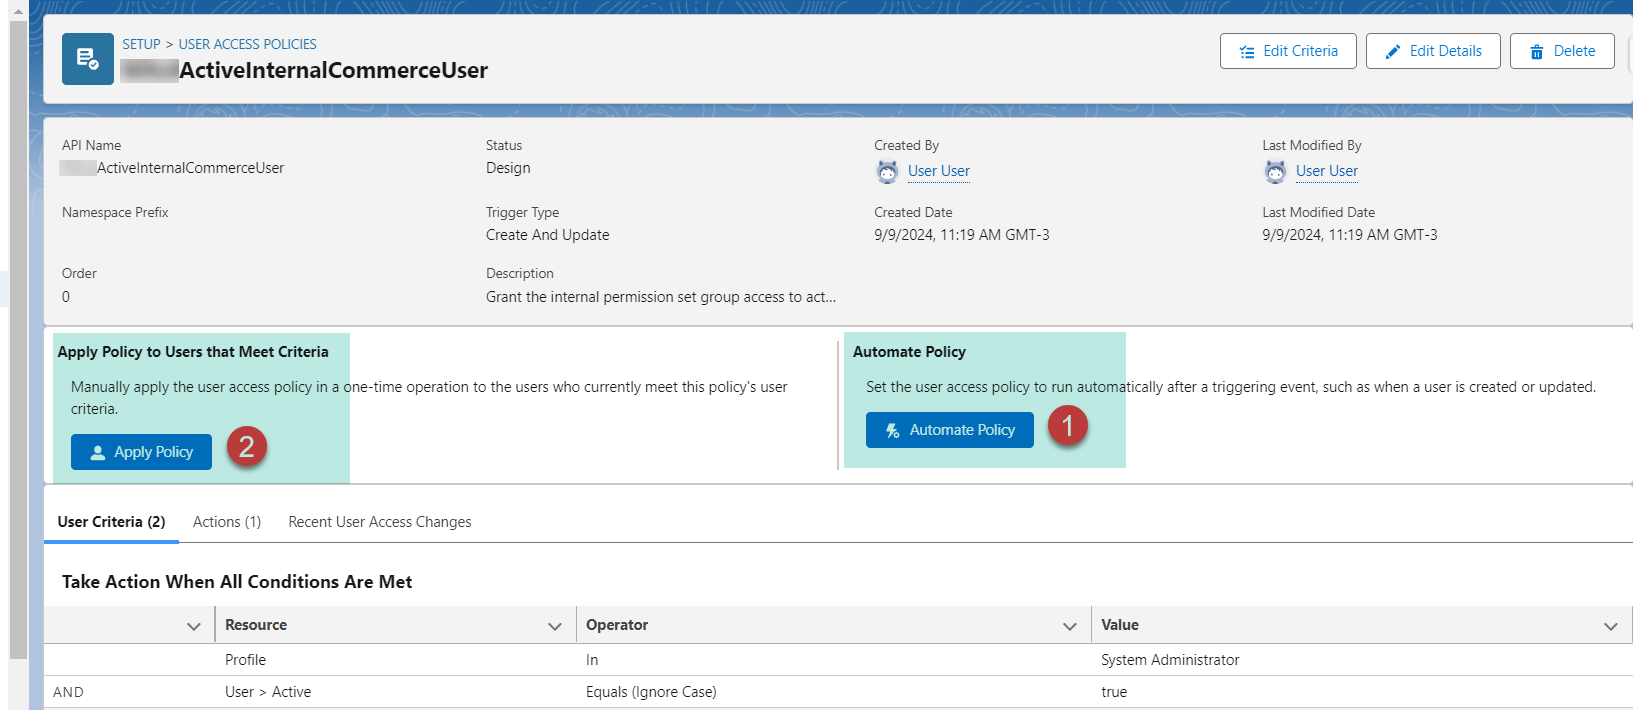 SETUP > USER ACCESS POLICIES
ActiveInternalCommerceUser
Edit Criteria
Edit Details
Delete
API Name
ActiveInternalCommerceUser
Status
Design
Created By
User User
Last Modified By
User User
Namespace Prefix
Trigger Type
Create And Update
Created Date
9/9/2024, 11:19 AM GMT-3
Last Modified Date
9/9/2024, 11:19 AM GMT-3
Order
0
Description
Grant the internal permission set group access to act...
Apply Policy to Users that Meet Criteria
Manually apply the user access policy in a one-time operation to the users who currently meet this policy's user
criteria.
Apply Policy
2
Automate Policy
Set the user access policy to run automatically after a triggering event, such as when a user is created or updated.
Automate Policy
1
User Criteria (2)
Actions (1)
Recent User Access Changes
Take Action When All Conditions Are Met
Resource
Operator
Value
Profile
In
System Administrator
AND
User > Active
Equals (Ignore Case)
true